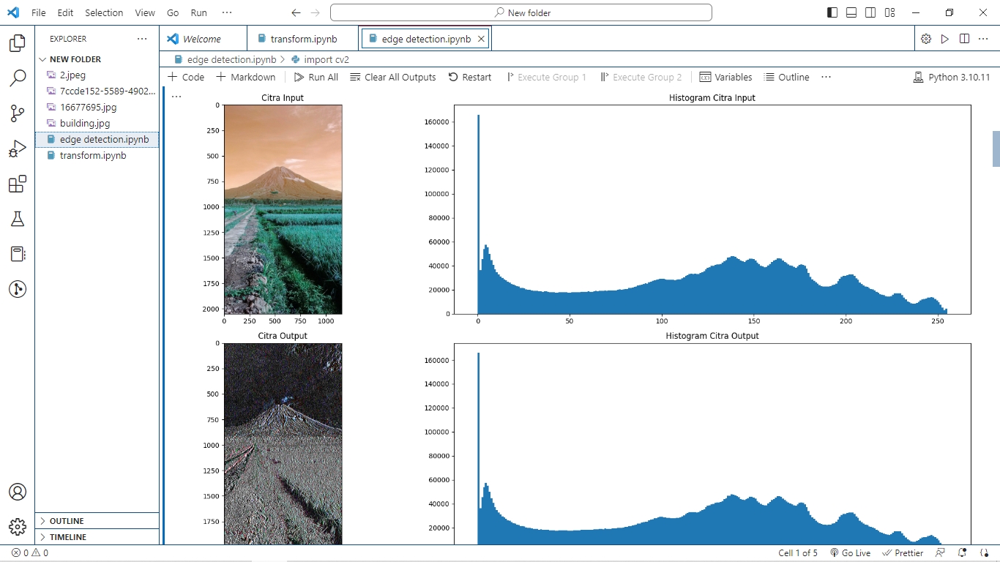 File Edit Selection View Go Run ··· New folder
EXPLORER ···
NEW FOLDER
2.jpeg
7ccde152-5589-4902...
16677695.jpg
building.jpg
edge detection.ipynb
transform.ipynb
OUTLINE
TIMELINE
Welcome transform.ipynb edge detection.ipynb
edge detection.ipynb > import cv2
+ Code + Markdown Run All Clear All Outputs Restart Execute Group 1 Execute Group 2 Variables Outline ··· Python 3.10.11
Citra Input
0
250
500
750
1000
1250
1500
1750
2000
0 250 500 750 1000
Histogram Citra Input
160000
140000
120000
100000
80000
60000
40000
20000
0
0 50 100 150 200 250
Citra Output
0
250
500
750
1000
1250
1500
1750
Histogram Citra Output
160000
140000
120000
100000
80000
60000
40000
20000
0 0 Cell 1 of 5 Go Live Prettier